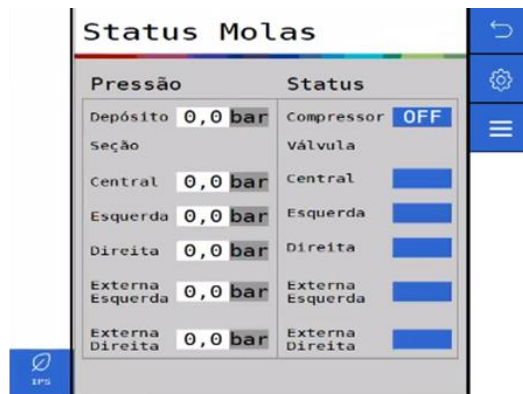 Status Molas
Pressão Status
Depósito 0,0 bar Compressor OFF
Seção Válvula
Central 0,0 bar Central
Esquerda 0,0 bar Esquerda
Direita 0,0 bar Direita
Externa Esquerda 0,0 bar Externa Esquerda
Externa Direita 0,0 bar Externa Direita
IPS